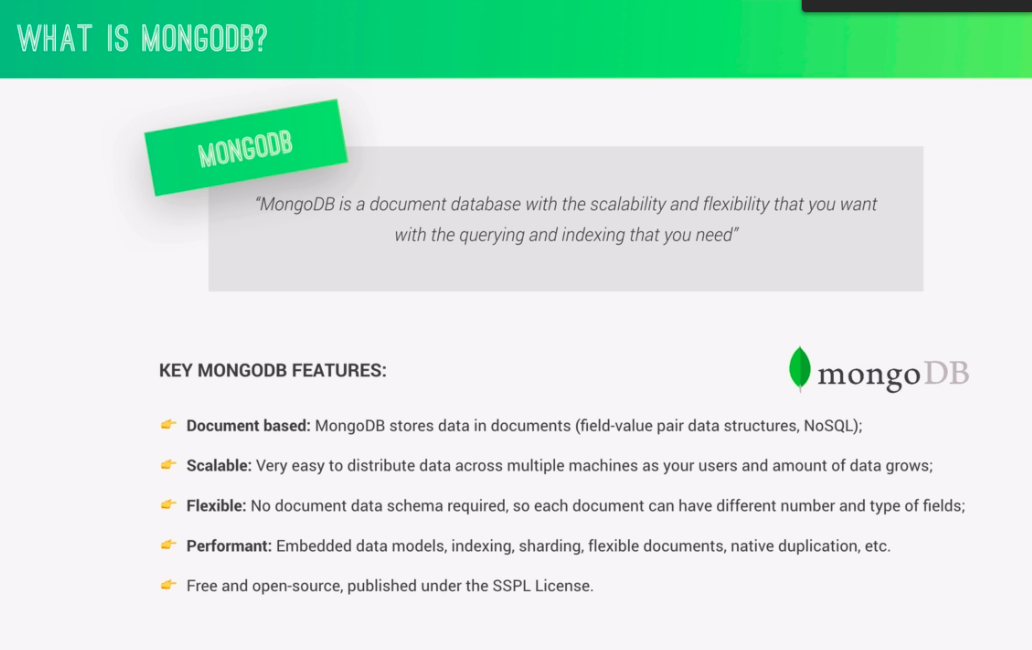 WHAT IS MONGODB?
MONGODB
“MongoDB is a document database with the scalability and flexibility that you want
with the querying and indexing that you need”
KEY MONGODB FEATURES:
mongoDB
👉 Document based: MongoDB stores data in documents (field-value pair data structures, NoSQL);
👉 Scalable: Very easy to distribute data across multiple machines as your users and amount of data grows;
👉 Flexible: No document data schema required, so each document can have different number and type of fields;
👉 Performant: Embedded data models, indexing, sharding, flexible documents, native duplication, etc.
👉 Free and open-source, published under the SSPL License.